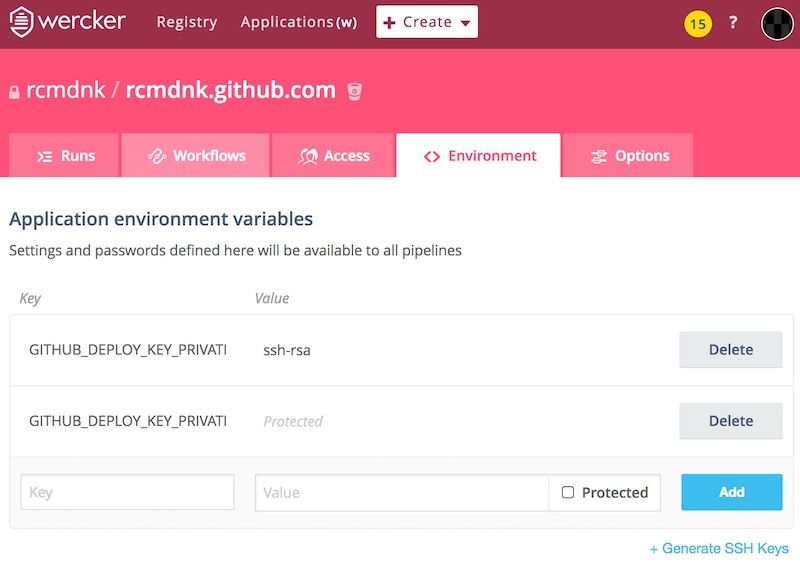 wercker Registry Applications(w) + Create 15 ?
rcmdnk / rcmdnk.github.com
Runs Workflows Access Environment Options
Application environment variables
Settings and passwords defined here will be available to all pipelines
Key Value
GITHUB_DEPLOY_KEY_PRIVATI ssh-rsa Delete
GITHUB_DEPLOY_KEY_PRIVATI Protected Delete
Key Value Protected Add
+ Generate SSH Keys